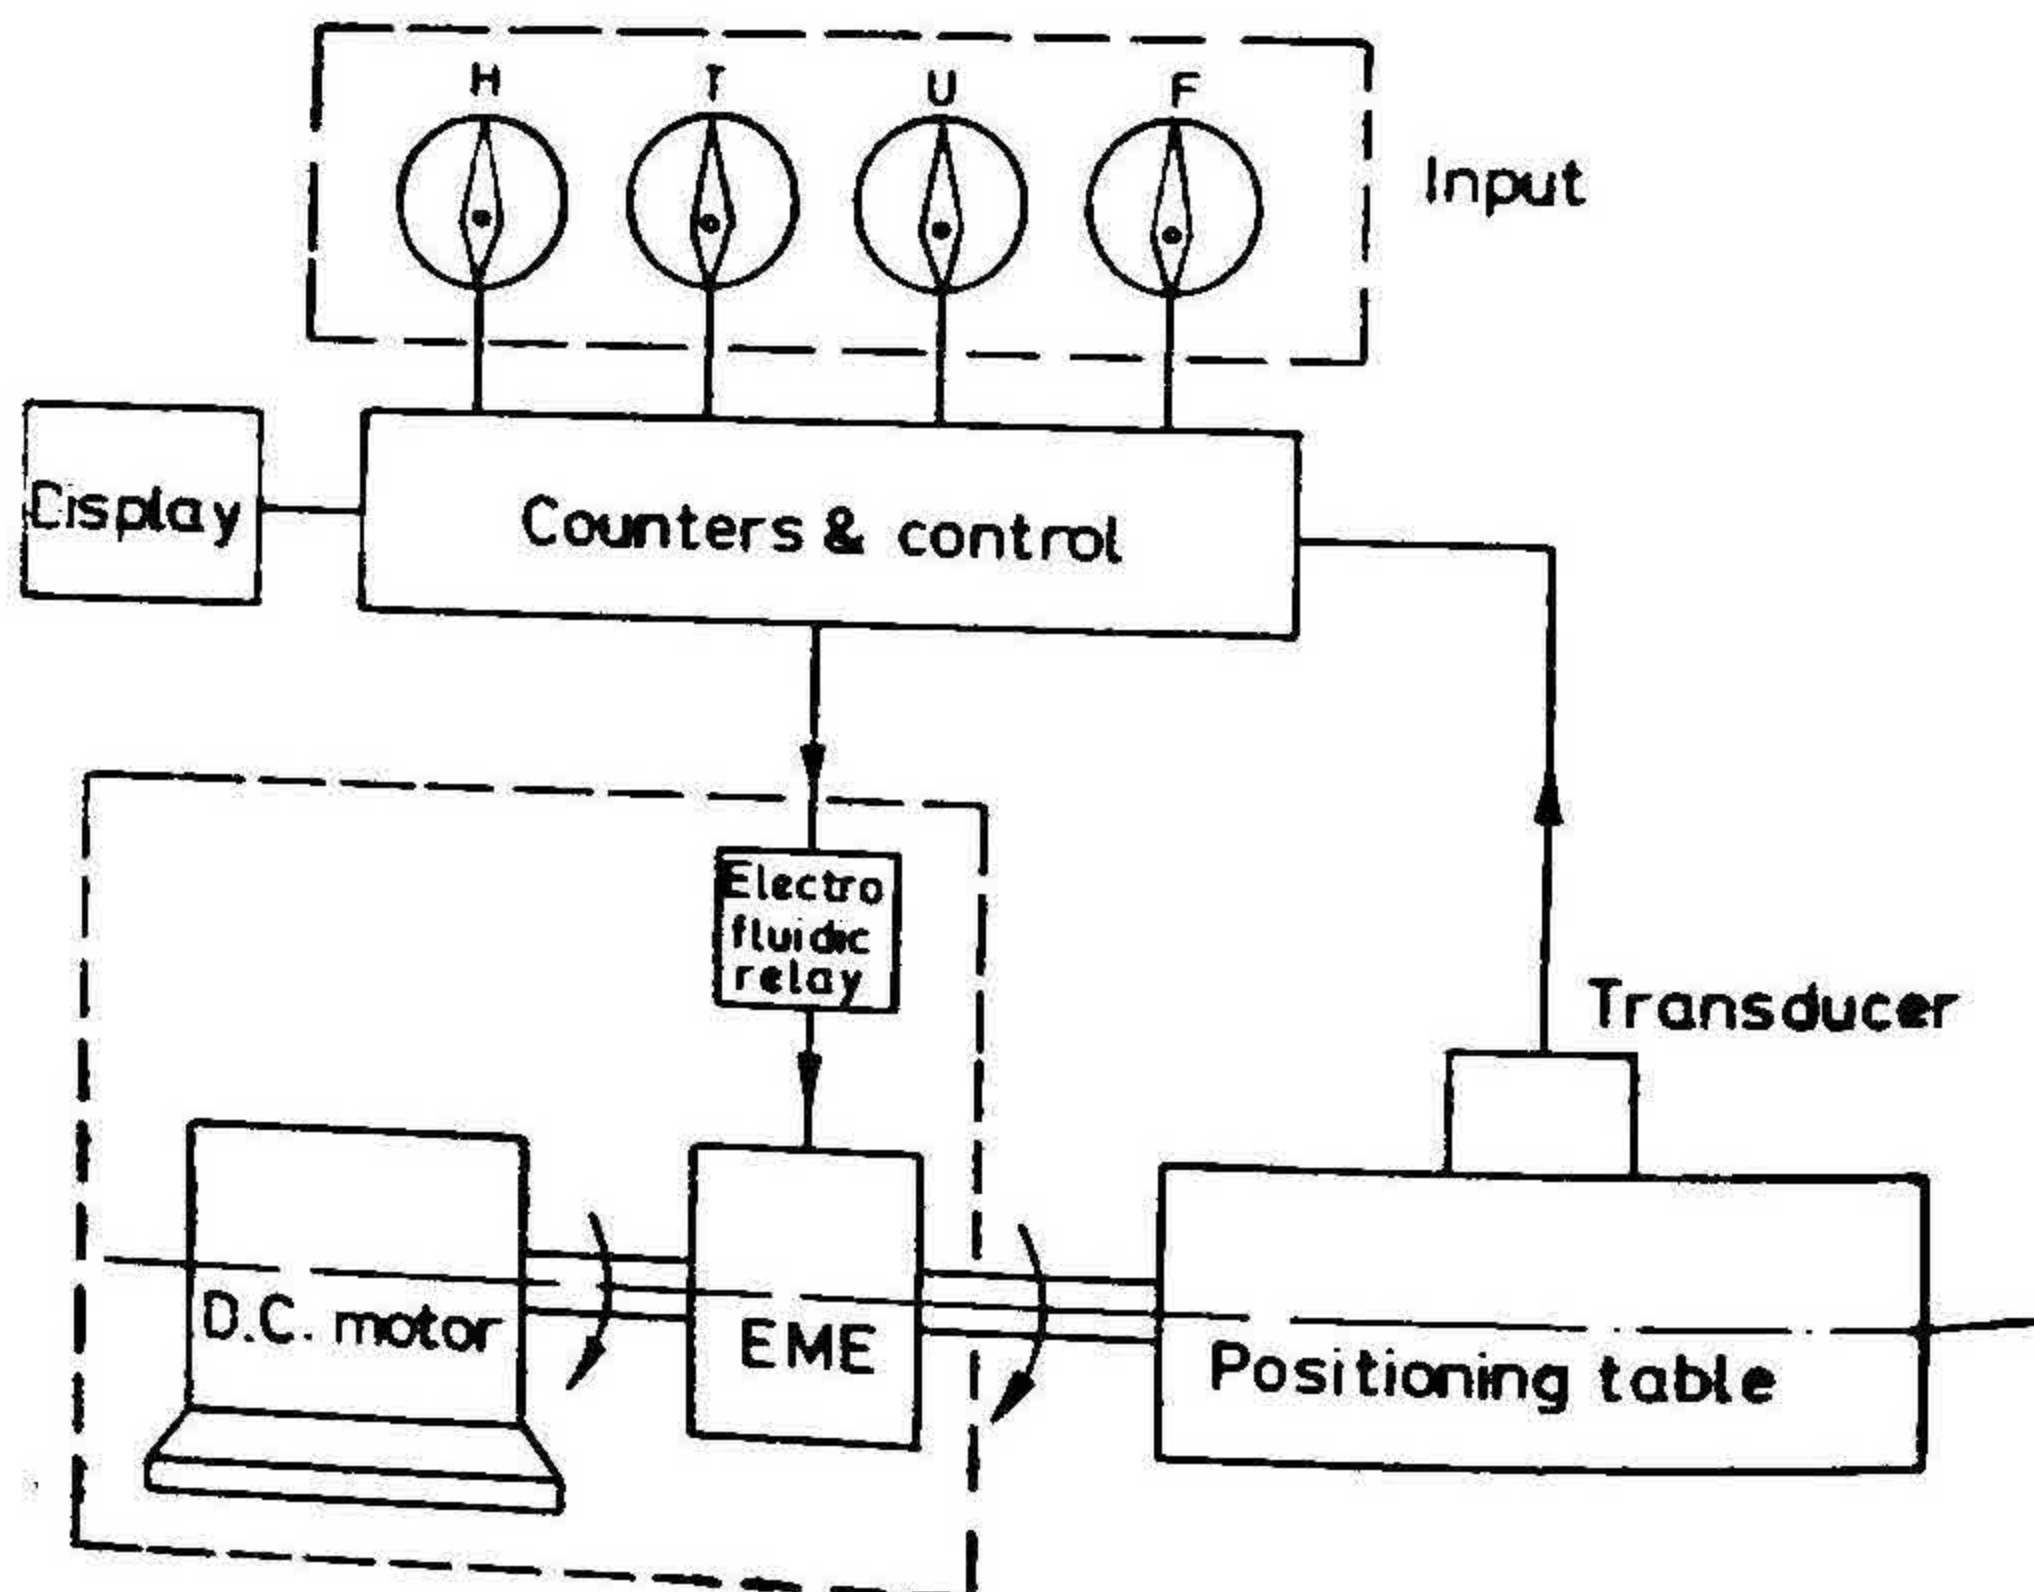 H T U F
Input
Display
Counters & control
Electro
fluidic
relay
Transducer
D.C. motor
EME
Positioning table